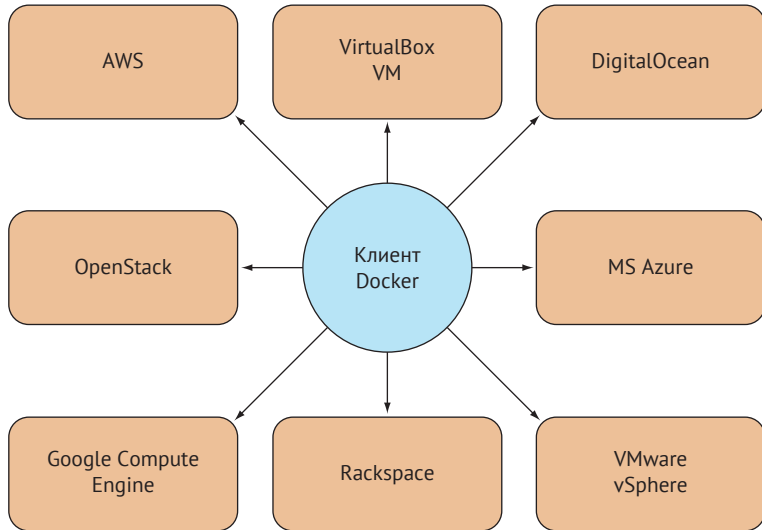 AWS
VirtualBox
VM
DigitalOcean
OpenStack
Клиент
Docker
MS Azure
Google Compute
Engine
Rackspace
VMware
vSphere